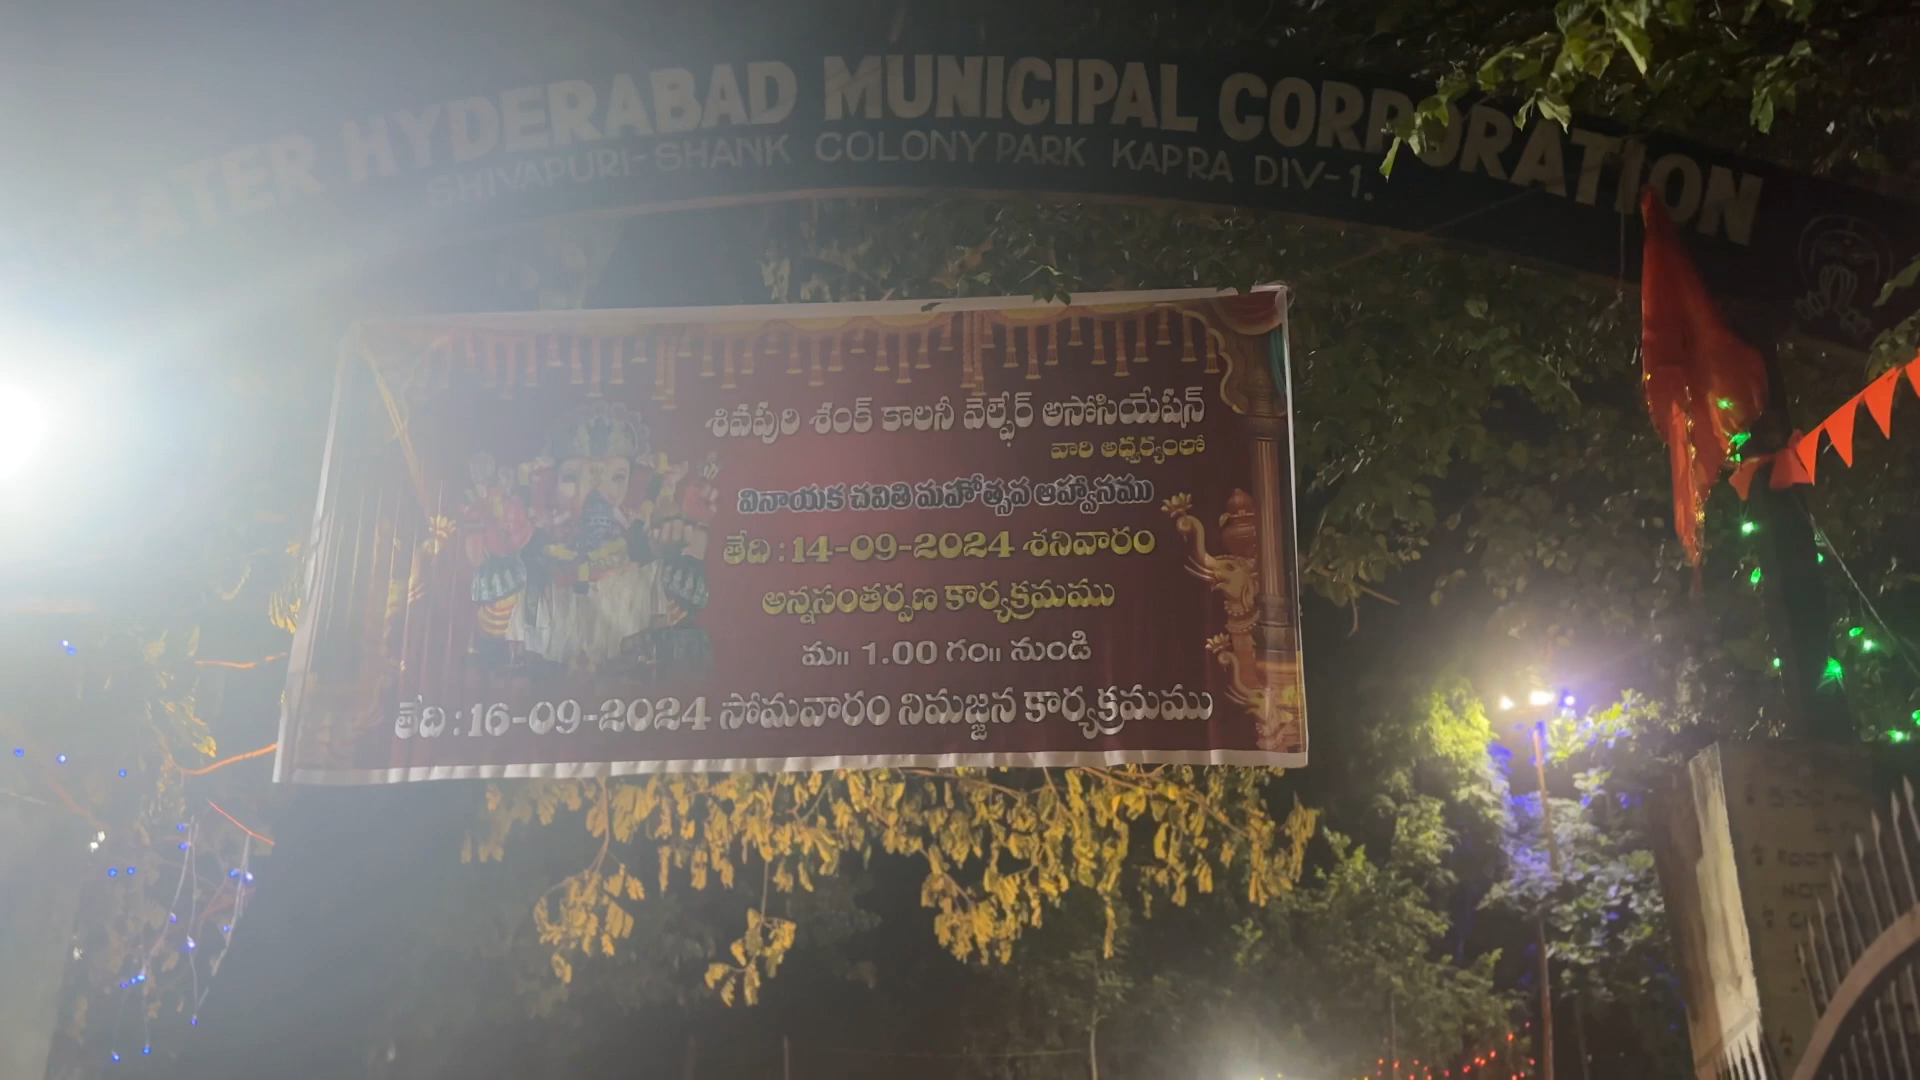 EATER HYDERABAD MUNICIPAL CORPORATION
SHIVAPURI-SHANK COLONY PARK KAPRA DIV-1.
శివపురి శంక్ కాలనీ వెల్ఫేర్ అసోసియేషన్
వారి అధ్వర్యంలో
వినాయక చవితి మహోత్సవ ఆహ్వానము
తేది : 14-09-2024 శనివారం
అన్నసంతర్పణ కార్యక్రమము
మ॥ 1.00 గం॥ నుండి
తేది : 16-09-2024 సోమవారం నిమజ్జన కార్యక్రమము